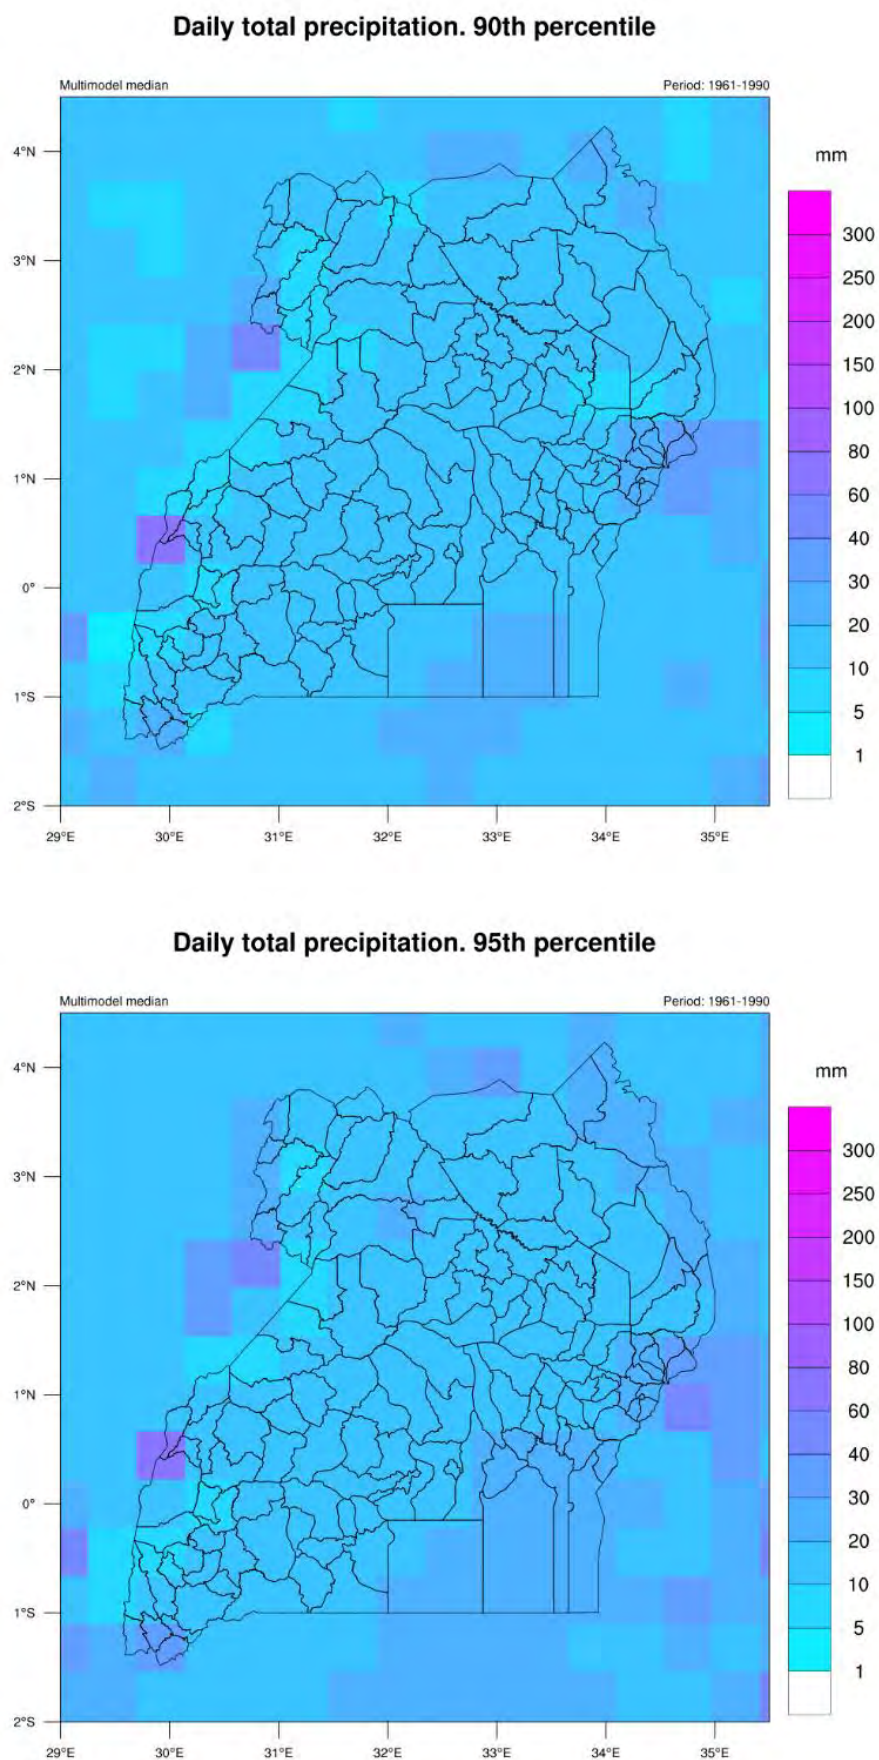 Daily total precipitation. 90th percentile
Multimodel median Period: 1961-1990
mm
4°N
300
3°N
250
200
2°N
150
100
80
1°N
60
40
0°
30
20
10
1°S
5
1
2°S
29°E 30°E 31°E 32°E 33°E 34°E 35°E
Daily total precipitation. 95th percentile
Multimodel median Period: 1961-1990
mm
4°N
300
3°N
250
200
2°N
150
100
80
1°N
60
40
0°
30
20
10
1°S
5
1
2°S
29°E 30°E 31°E 32°E 33°E 34°E 35°E